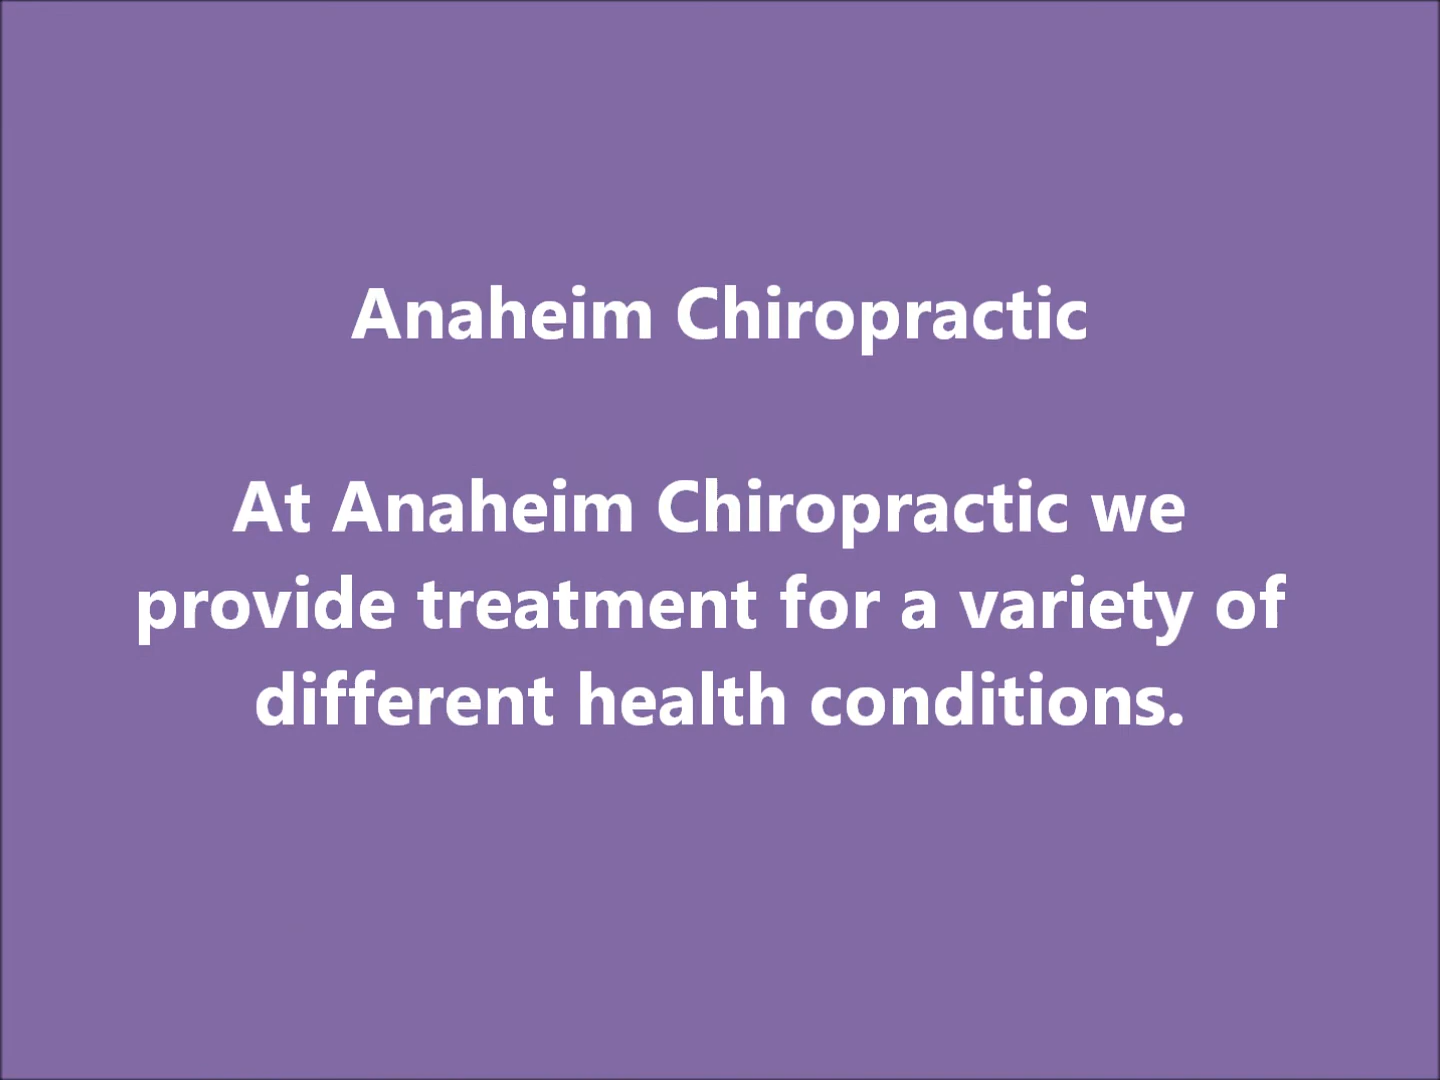 Anaheim Chiropractic
At Anaheim Chiropractic we
provide treatment for a variety of
different health conditions.